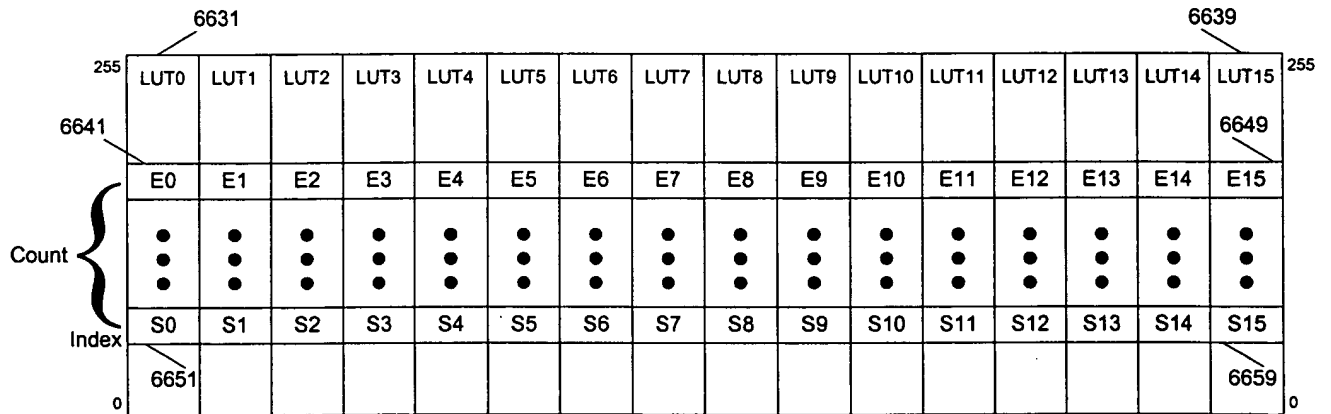 6631 6639
255 LUT0 LUT1 LUT2 LUT3 LUT4 LUT5 LUT6 LUT7 LUT8 LUT9 LUT10 LUT11 LUT12 LUT13 LUT14 LUT15 255
6641 6649
E0 E1 E2 E3 E4 E5 E6 E7 E8 E9 E10 E11 E12 E13 E14 E15
Count
Index S0 S1 S2 S3 S4 S5 S6 S7 S8 S9 S10 S11 S12 S13 S14 S15
6651 6659
0 0